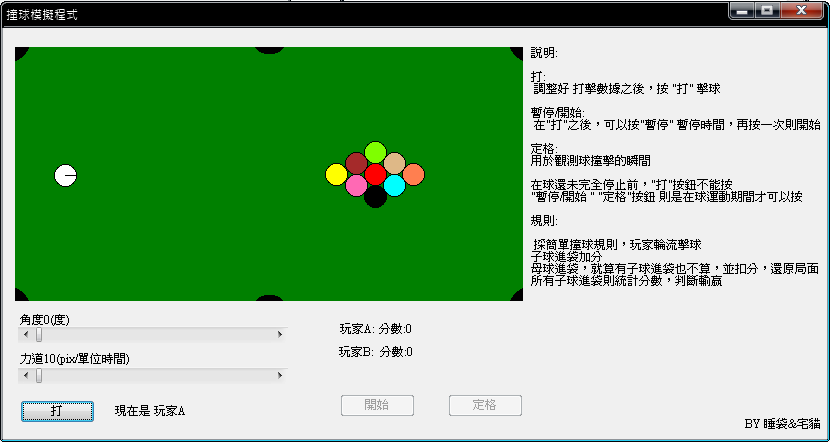 撞球模擬程式
說明:
打:
調整好 打擊數據之後，按 "打" 擊球
暫停/開始:
在"打"之後，可以按"暫停" 暫停時間，再按一次則開始
定格:
用於觀測球撞擊的瞬間
在球還未完全停止前，"打"按鈕不能按
"暫停/開始 " "定格"按鈕 則是在球運動期間才可以按
規則:
採簡單撞球規則，玩家輪流擊球
子球進袋加分
母球進袋，就算有子球進袋也不算，並扣分，還原局面
所有子球進袋則統計分數，判斷輸贏
角度0(度)
力道10(pix/單位時間)
玩家A: 分數:0
玩家B: 分數:0
打
現在是 玩家A
開始
定格
BY 睡袋&宅貓